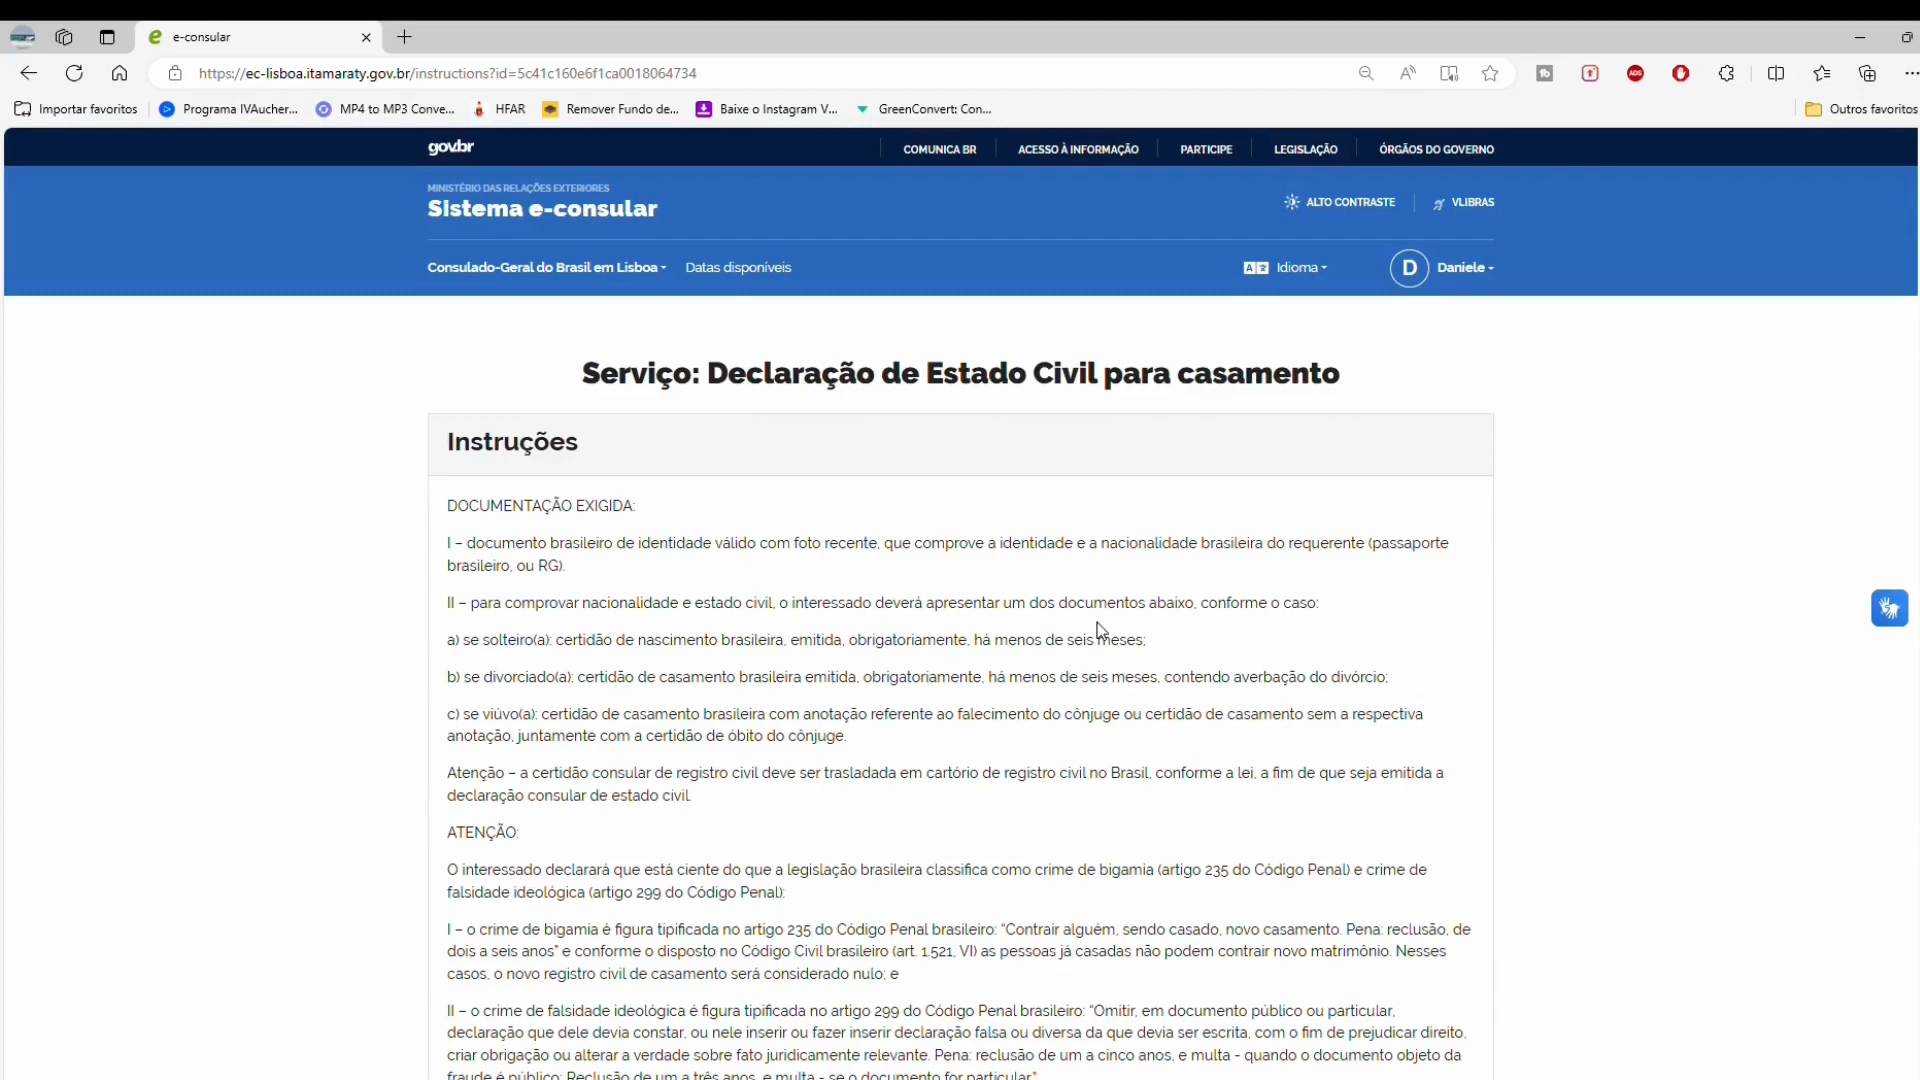 e-consular
https://ec-lisboa.itamaraty.gov.br/instructions?id=5c41c160e6f1ca0018064734
Importar favoritos
Programa IVAucher...
MP4 to MP3 Conve...
HFAR
Remover Fundo de...
Baixe o Instagram V...
GreenConvert: Con...
Outros favoritos
gov.br
COMUNICA BR
ACESSO À INFORMAÇÃO
PARTICIPE
LEGISLAÇÃO
ÓRGÃOS DO GOVERNO
MINISTÉRIO DAS RELAÇÕES EXTERIORES
Sistema e-consular
ALTO CONTRASTE
VLIBRAS
Consulado-Geral do Brasil em Lisboa
Datas disponíveis
Idioma
D
Daniele
Serviço: Declaração de Estado Civil para casamento
Instruções
DOCUMENTAÇÃO EXIGIDA:
I – documento brasileiro de identidade válido com foto recente, que comprove a identidade e a nacionalidade brasileira do requerente (passaporte
brasileiro, ou RG).
II – para comprovar nacionalidade e estado civil, o interessado deverá apresentar um dos documentos abaixo, conforme o caso:
a) se solteiro(a): certidão de nascimento brasileira, emitida, obrigatoriamente, há menos de seis meses;
b) se divorciado(a): certidão de casamento brasileira emitida, obrigatoriamente, há menos de seis meses, contendo averbação do divórcio;
c) se viúvo(a): certidão de casamento brasileira com anotação referente ao falecimento do cônjuge ou certidão de casamento sem a respectiva
anotação, juntamente com a certidão de óbito do cônjuge.
Atenção – a certidão consular de registro civil deve ser trasladada em cartório de registro civil no Brasil, conforme a lei, a fim de que seja emitida a
declaração consular de estado civil.
ATENÇÃO:
O interessado declarará que está ciente do que a legislação brasileira classifica como crime de bigamia (artigo 235 do Código Penal) e crime de
falsidade ideológica (artigo 299 do Código Penal):
I – o crime de bigamia é figura tipificada no artigo 235 do Código Penal brasileiro: "Contrair alguém, sendo casado, novo casamento. Pena: reclusão, de
dois a seis anos" e conforme o disposto no Código Civil brasileiro (art. 1.521, VI) as pessoas já casadas não podem contrair novo matrimônio. Nesses
casos, o novo registro civil de casamento será considerado nulo; e
II – o crime de falsidade ideológica é figura tipificada no artigo 299 do Código Penal brasileiro: "Omitir, em documento público ou particular,
declaração que dele devia constar, ou nele inserir ou fazer inserir declaração falsa ou diversa da que devia ser escrita, com o fim de prejudicar direito,
criar obrigação ou alterar a verdade sobre fato juridicamente relevante. Pena: reclusão de um a cinco anos, e multa - quando o documento objeto da
fraude é público; Reclusão de um a três anos, e multa - se o documento for particular."